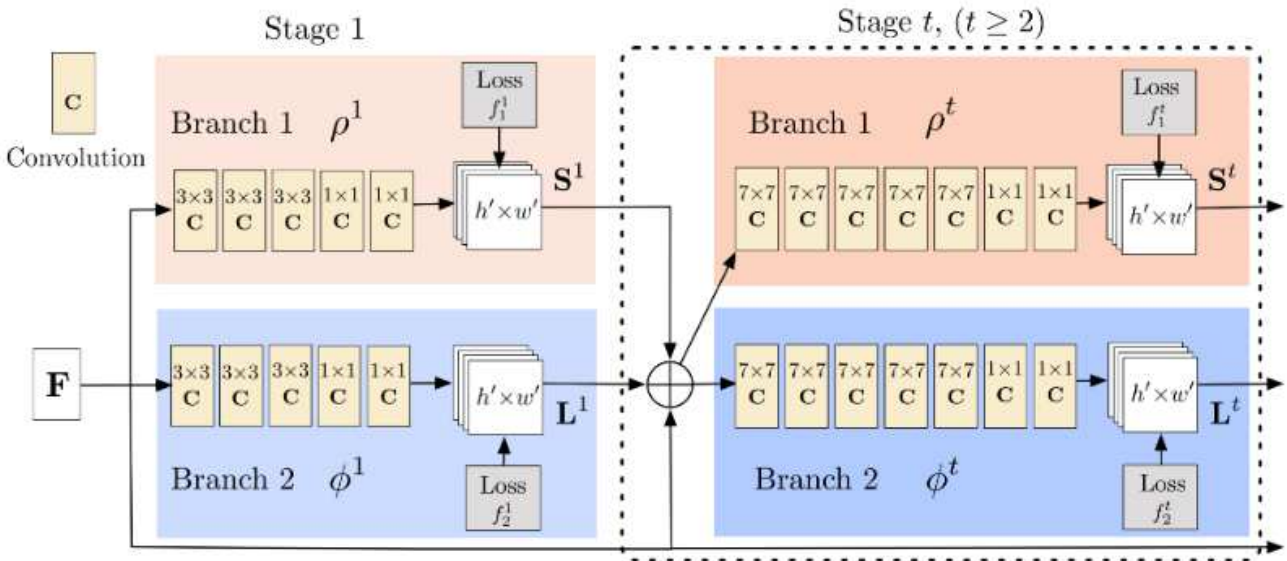 Stage 1
Stage t, (t ≥ 2)
C
Convolution
Branch 1 ρ¹
Loss
f₁¹
3×3 3×3 3×3 1×1 1×1
C C C C C
h′×w′
S¹
Branch 1 ρᵗ
Loss
f₁ᵗ
7×7 7×7 7×7 7×7 7×7 1×1 1×1
C C C C C C C
h′×w′
Sᵗ
F
3×3 3×3 3×3 1×1 1×1
C C C C C
h′×w′
L¹
Branch 2 ϕ¹
Loss
f₂¹
7×7 7×7 7×7 7×7 7×7 1×1 1×1
C C C C C C C
h′×w′
Lᵗ
Branch 2 ϕᵗ
Loss
f₂ᵗ